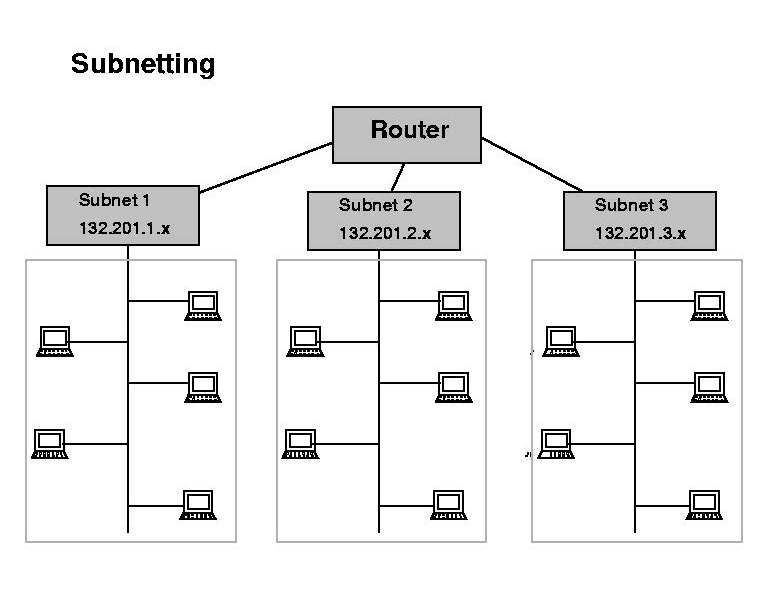 Subnetting
Router
Subnet 1
132.201.1.x
Subnet 2
132.201.2.x
Subnet 3
132.201.3.x